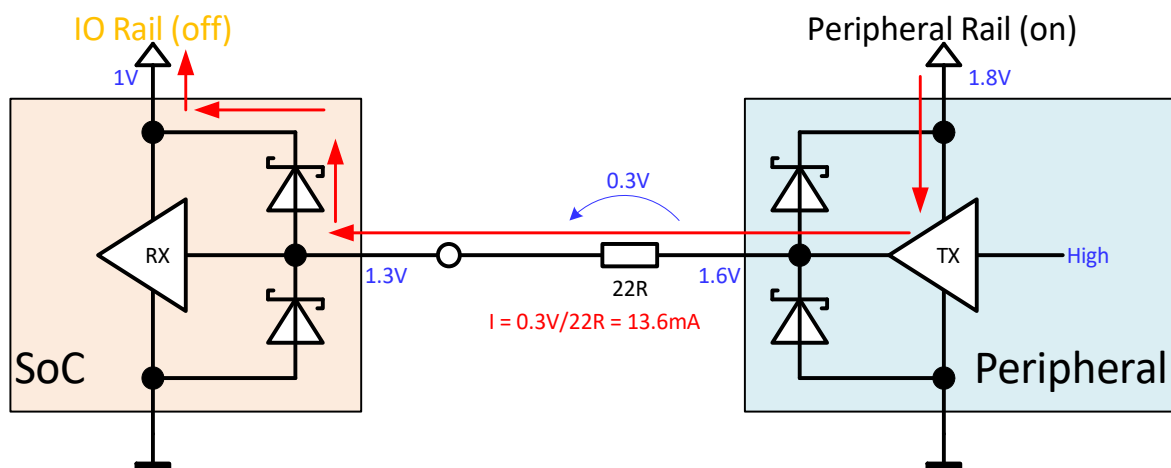 IO Rail (off)
Peripheral Rail (on)
1V
1.8V
0.3V
RX
TX
High
1.3V
1.6V
22R
I = 0.3V/22R = 13.6mA
SoC
Peripheral